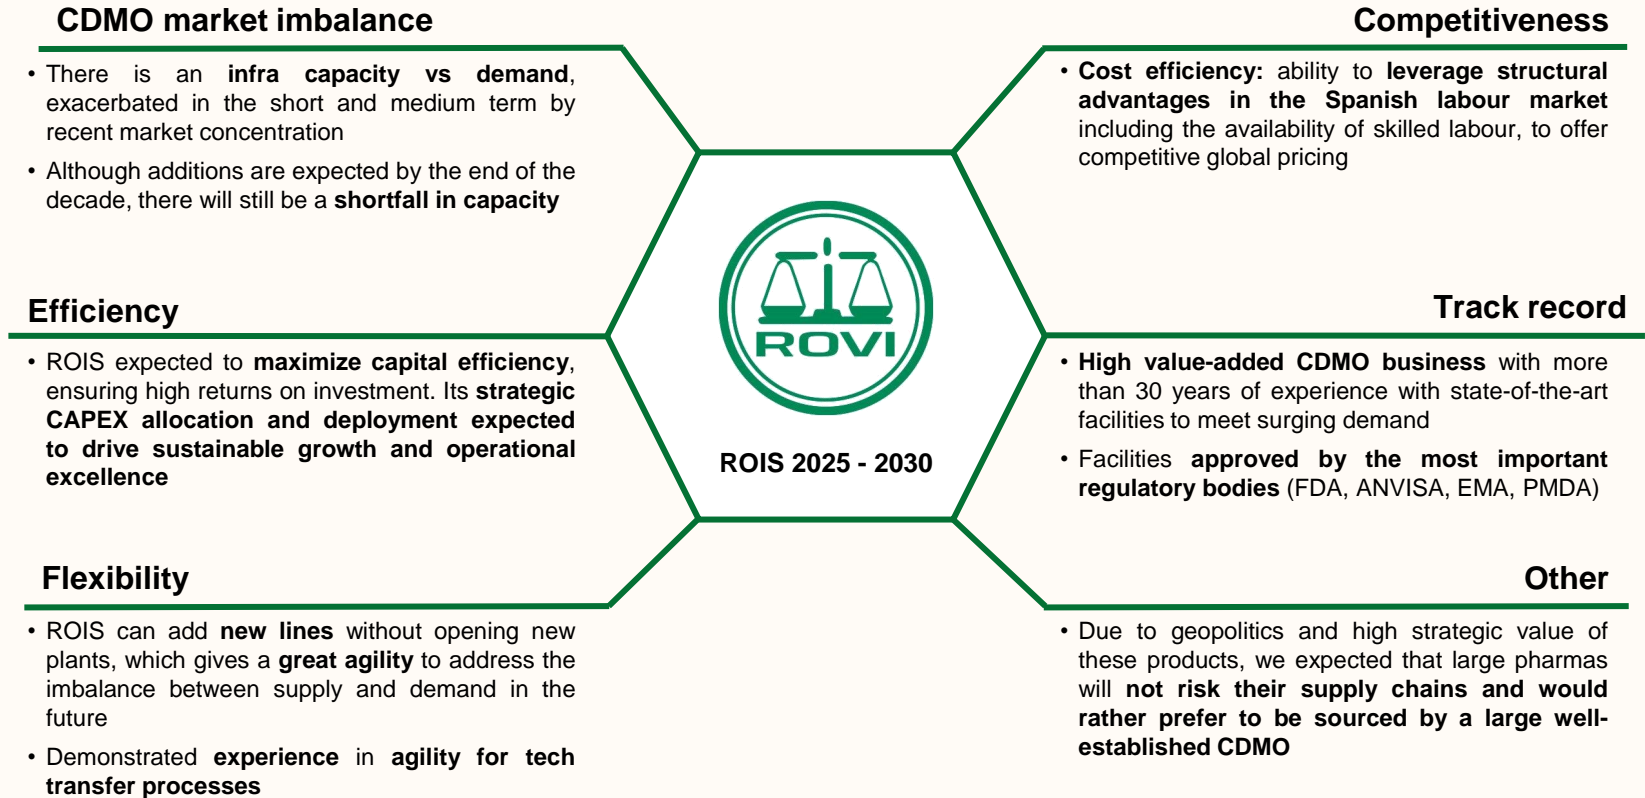 CDMO market imbalance
• There is an infra capacity vs demand,
exacerbated in the short and medium term by
recent market concentration
• Although additions are expected by the end of the
decade, there will still be a shortfall in capacity
Efficiency
• ROIS expected to maximize capital efficiency,
ensuring high returns on investment. Its strategic
CAPEX allocation and deployment expected
to drive sustainable growth and operational
excellence
Flexibility
• ROIS can add new lines without opening new
plants, which gives a great agility to address the
imbalance between supply and demand in the
future
• Demonstrated experience in agility for tech
transfer processes
ROVI
ROIS 2025 - 2030
Competitiveness
• Cost efficiency: ability to leverage structural
advantages in the Spanish labour market
including the availability of skilled labour, to offer
competitive global pricing
Track record
• High value-added CDMO business with more
than 30 years of experience with state-of-the-art
facilities to meet surging demand
• Facilities approved by the most important
regulatory bodies (FDA, ANVISA, EMA, PMDA)
Other
• Due to geopolitics and high strategic value of
these products, we expected that large pharmas
will not risk their supply chains and would
rather prefer to be sourced by a large well-
established CDMO